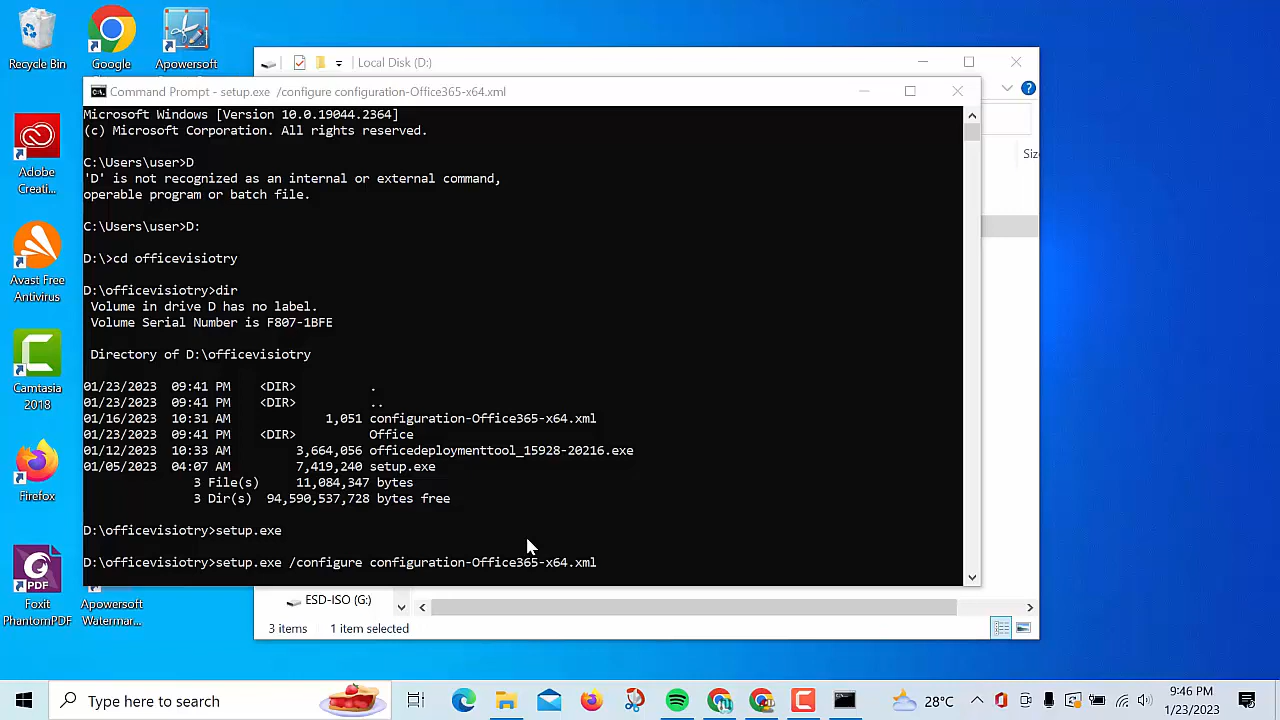 Recycle Bin
Google
Apowersoft
Adobe
Creati...
Avast Free
Antivirus
Camtasia
2018
Firefox
PDF
Foxit
PhantomPDF
Apowersoft
Watermar...
Local Disk (D:)
Siz
Command Prompt - setup.exe /configure configuration-Office365-x64.xml
Microsoft Windows [Version 10.0.19044.2364]
(c) Microsoft Corporation. All rights reserved.
C:\Users\user>D
'D' is not recognized as an internal or external command,
operable program or batch file.
C:\Users\user>D:
D:\>cd officevisiotry
D:\officevisiotry>dir
Volume in drive D has no label.
Volume Serial Number is F807-1BFE
Directory of D:\officevisiotry
01/23/2023 09:41 PM <DIR> .
01/23/2023 09:41 PM <DIR> ..
01/16/2023 10:31 AM 1,051 configuration-Office365-x64.xml
01/23/2023 09:41 PM <DIR> Office
01/12/2023 10:33 AM 3,664,056 officedeploymenttool_15928-20216.exe
01/05/2023 04:07 AM 7,419,240 setup.exe
3 File(s) 11,084,347 bytes
3 Dir(s) 94,590,537,728 bytes free
D:\officevisiotry>setup.exe
D:\officevisiotry>setup.exe /configure configuration-Office365-x64.xml
ESD-ISO (G:)
3 items 1 item selected
Type here to search
28°C
9:46 PM
1/23/2023